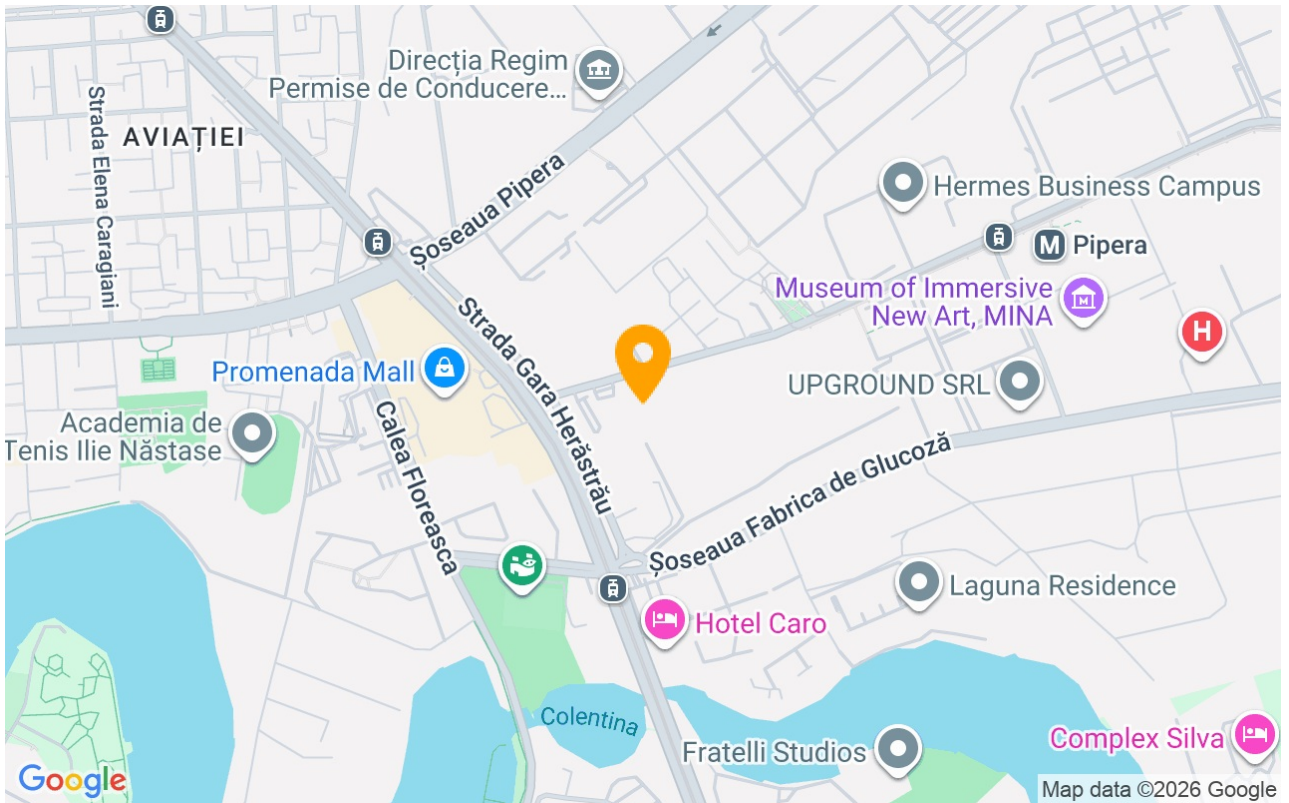 Direcția Regim
Permise de Conducere...
Strada Elena Caragiani
AVIAȚIEI
Șoseaua Pipera
Hermes Business Campus
M Pipera
Museum of Immersive
New Art, MINA
H
Strada Gara Herăstrău
Promenada Mall
UPGROUND SRL
Academia de
Tenis Ilie Năstase
Calea Floreasca
Șoseaua Fabrica de Glucoză
Laguna Residence
Hotel Caro
Colentina
Fratelli Studios
Complex Silva
Google
Map data ©2026 Google